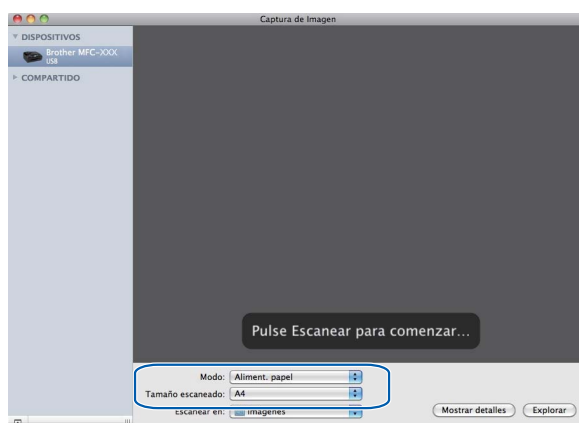 Captura de Imagen
DISPOSITIVOS
Brother MFC-XXX
USB
COMPARTIDO
Pulse Escanear para comenzar...
Modo: Aliment. papel
Tamaño escaneado: A4
Escanear en: Imágenes
Mostrar detalles Explorar